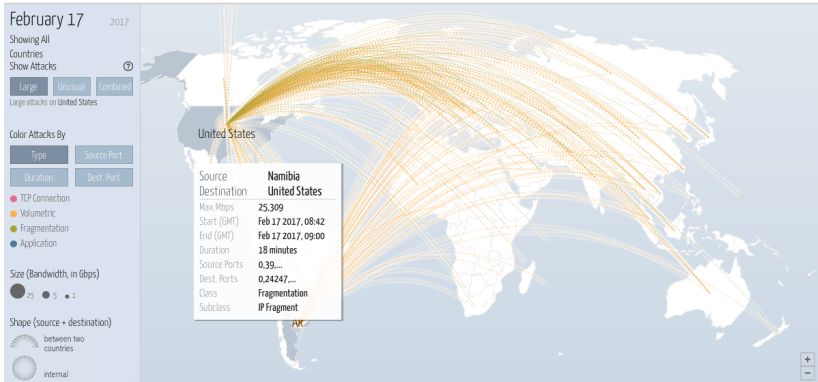 February 17 2017
Showing All
Countries
Show Attacks ?
Large Unusual Combined
Large attacks on United States
Color Attacks By
Type Source Port
Duration Dest. Port
TCP Connection
Volumetric
Fragmentation
Application
Size (Bandwidth, in Gbps)
25 5 1
Shape (source + destination)
between two
countries
internal
United States
Source Namibia
Destination United States
Max Mbps 25,309
Start (GMT) Feb 17 2017, 08:42
End (GMT) Feb 17 2017, 09:00
Duration 18 minutes
Source Ports 0,39,...
Dest. Ports 0,24247,...
Class Fragmentation
Subclass IP Fragment
AR
+
−